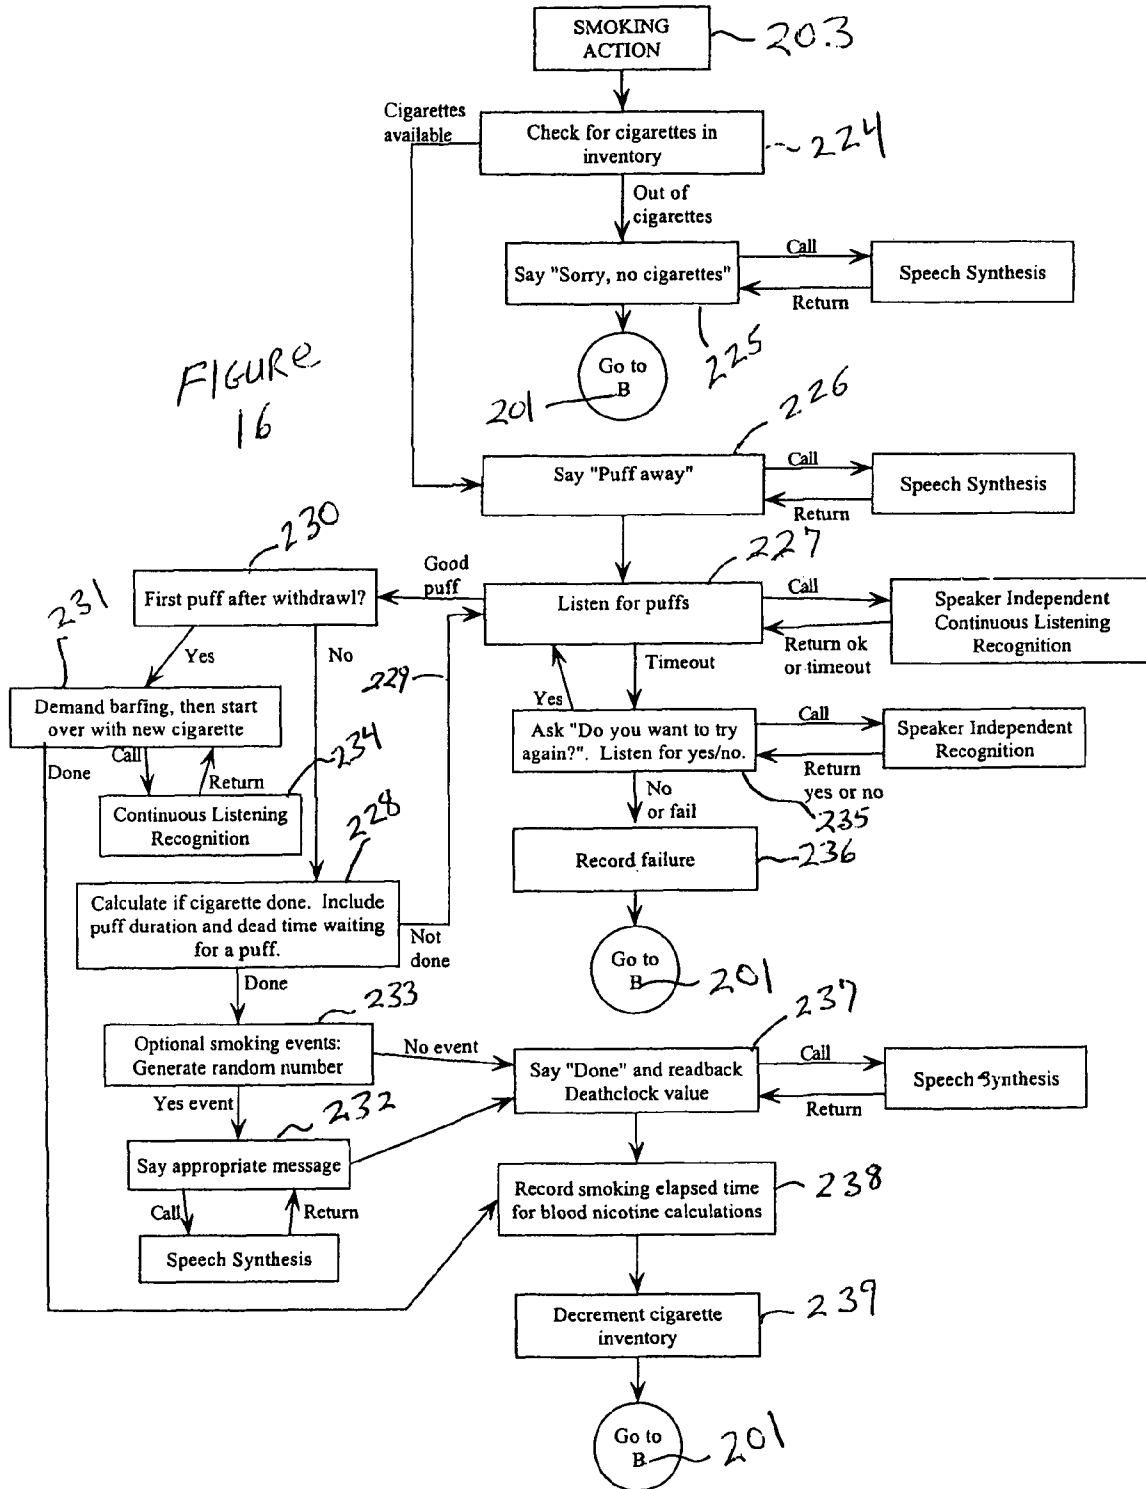 SMOKING
ACTION
203
Cigarettes
available
Check for cigarettes in
inventory
224
Out of
cigarettes
Say "Sorry, no cigarettes"
Call
Return
Speech Synthesis
225
Go to
B
201
FIGURE
16
226
Say "Puff away"
Call
Return
Speech Synthesis
230
227
First puff after withdrawl?
Good
puff
Listen for puffs
Call
Return ok
or timeout
Speaker Independent
Continuous Listening
Recognition
231
Yes
No
229
Timeout
Yes
Demand barfing, then start
over with new cigarette
Done
Call
Return
234
Continuous Listening
Recognition
Ask "Do you want to try
again?". Listen for yes/no.
Call
Return
yes or no
Speaker Independent
Recognition
235
No
or fail
228
Record failure
236
Calculate if cigarette done. Include
puff duration and dead time waiting
for a puff.
Not
done
Done
Go to
B
201
233
237
Optional smoking events:
Generate random number
No event
Say "Done" and readback
Deathclock value
Call
Return
Speech Synthesis
Yes event
232
Say appropriate message
Call
Return
Speech Synthesis
Record smoking elapsed time
for blood nicotine calculations
238
Decrement cigarette
inventory
239
Go to
B
201